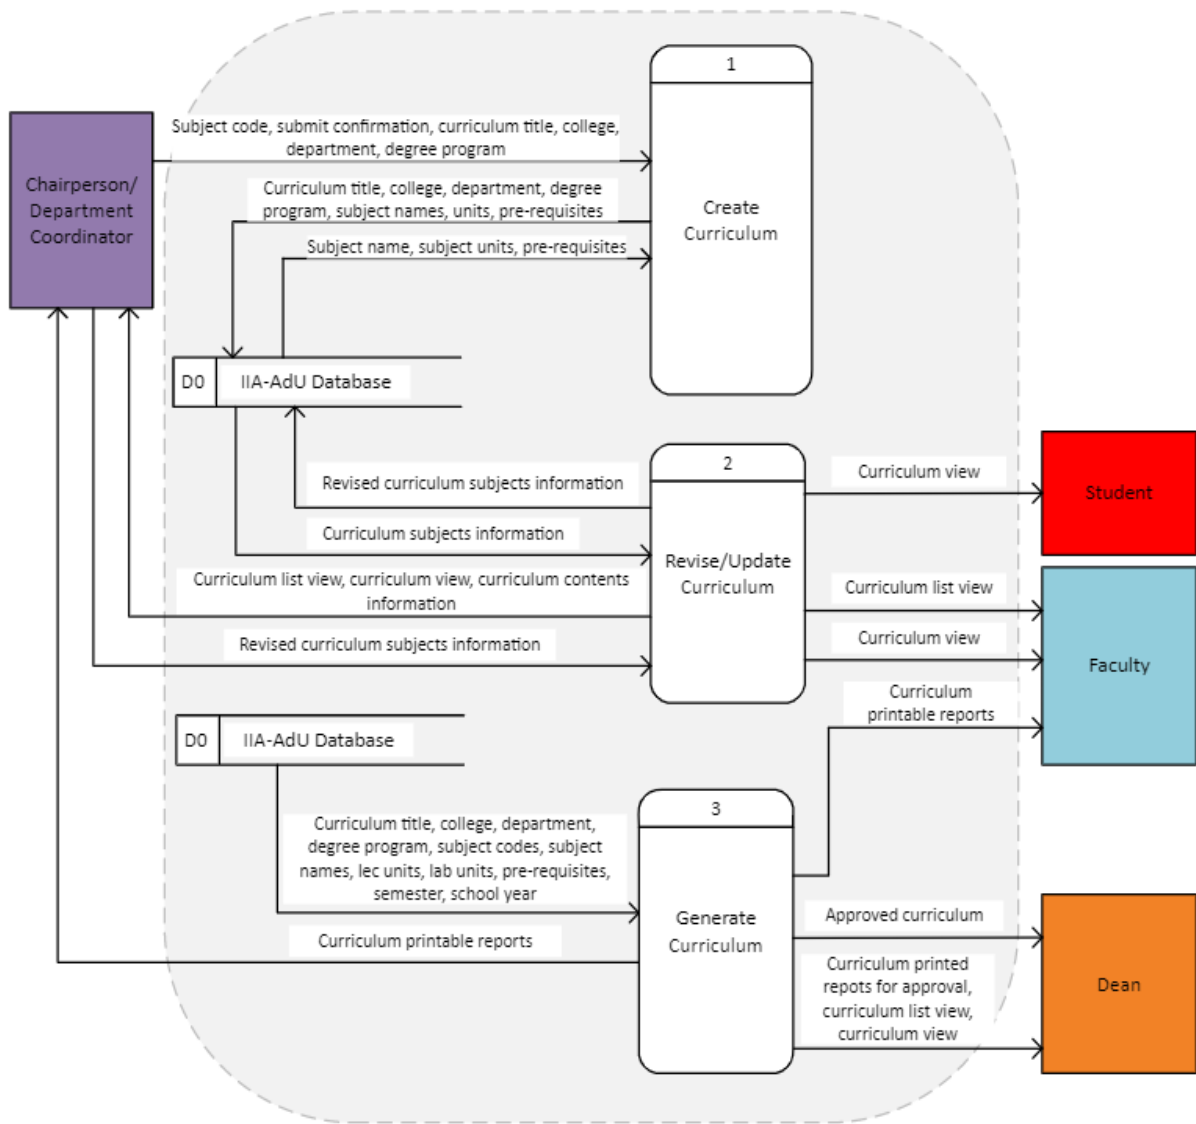 1
Subject code, submit confirmation, curriculum title, college,
department, degree program
Chairperson/
Department
Coordinator
Curriculum title, college, department, degree
program, subject names, units, pre-requisites
Create
Curriculum
Subject name, subject units, pre-requisites
D0
IIA-AdU Database
2
Revised curriculum subjects information
Curriculum view
Student
Curriculum subjects information
Revise/Update
Curriculum
Curriculum list view, curriculum view, curriculum contents
information
Curriculum list view
Revised curriculum subjects information
Curriculum view
Faculty
Curriculum
printable reports
D0
IIA-AdU Database
3
Curriculum title, college, department,
degree program, subject codes, subject
names, lec units, lab units, pre-requisites,
semester, school year
Generate
Curriculum
Approved curriculum
Curriculum printable reports
Curriculum printed
repots for approval,
curriculum list view,
curriculum view
Dean